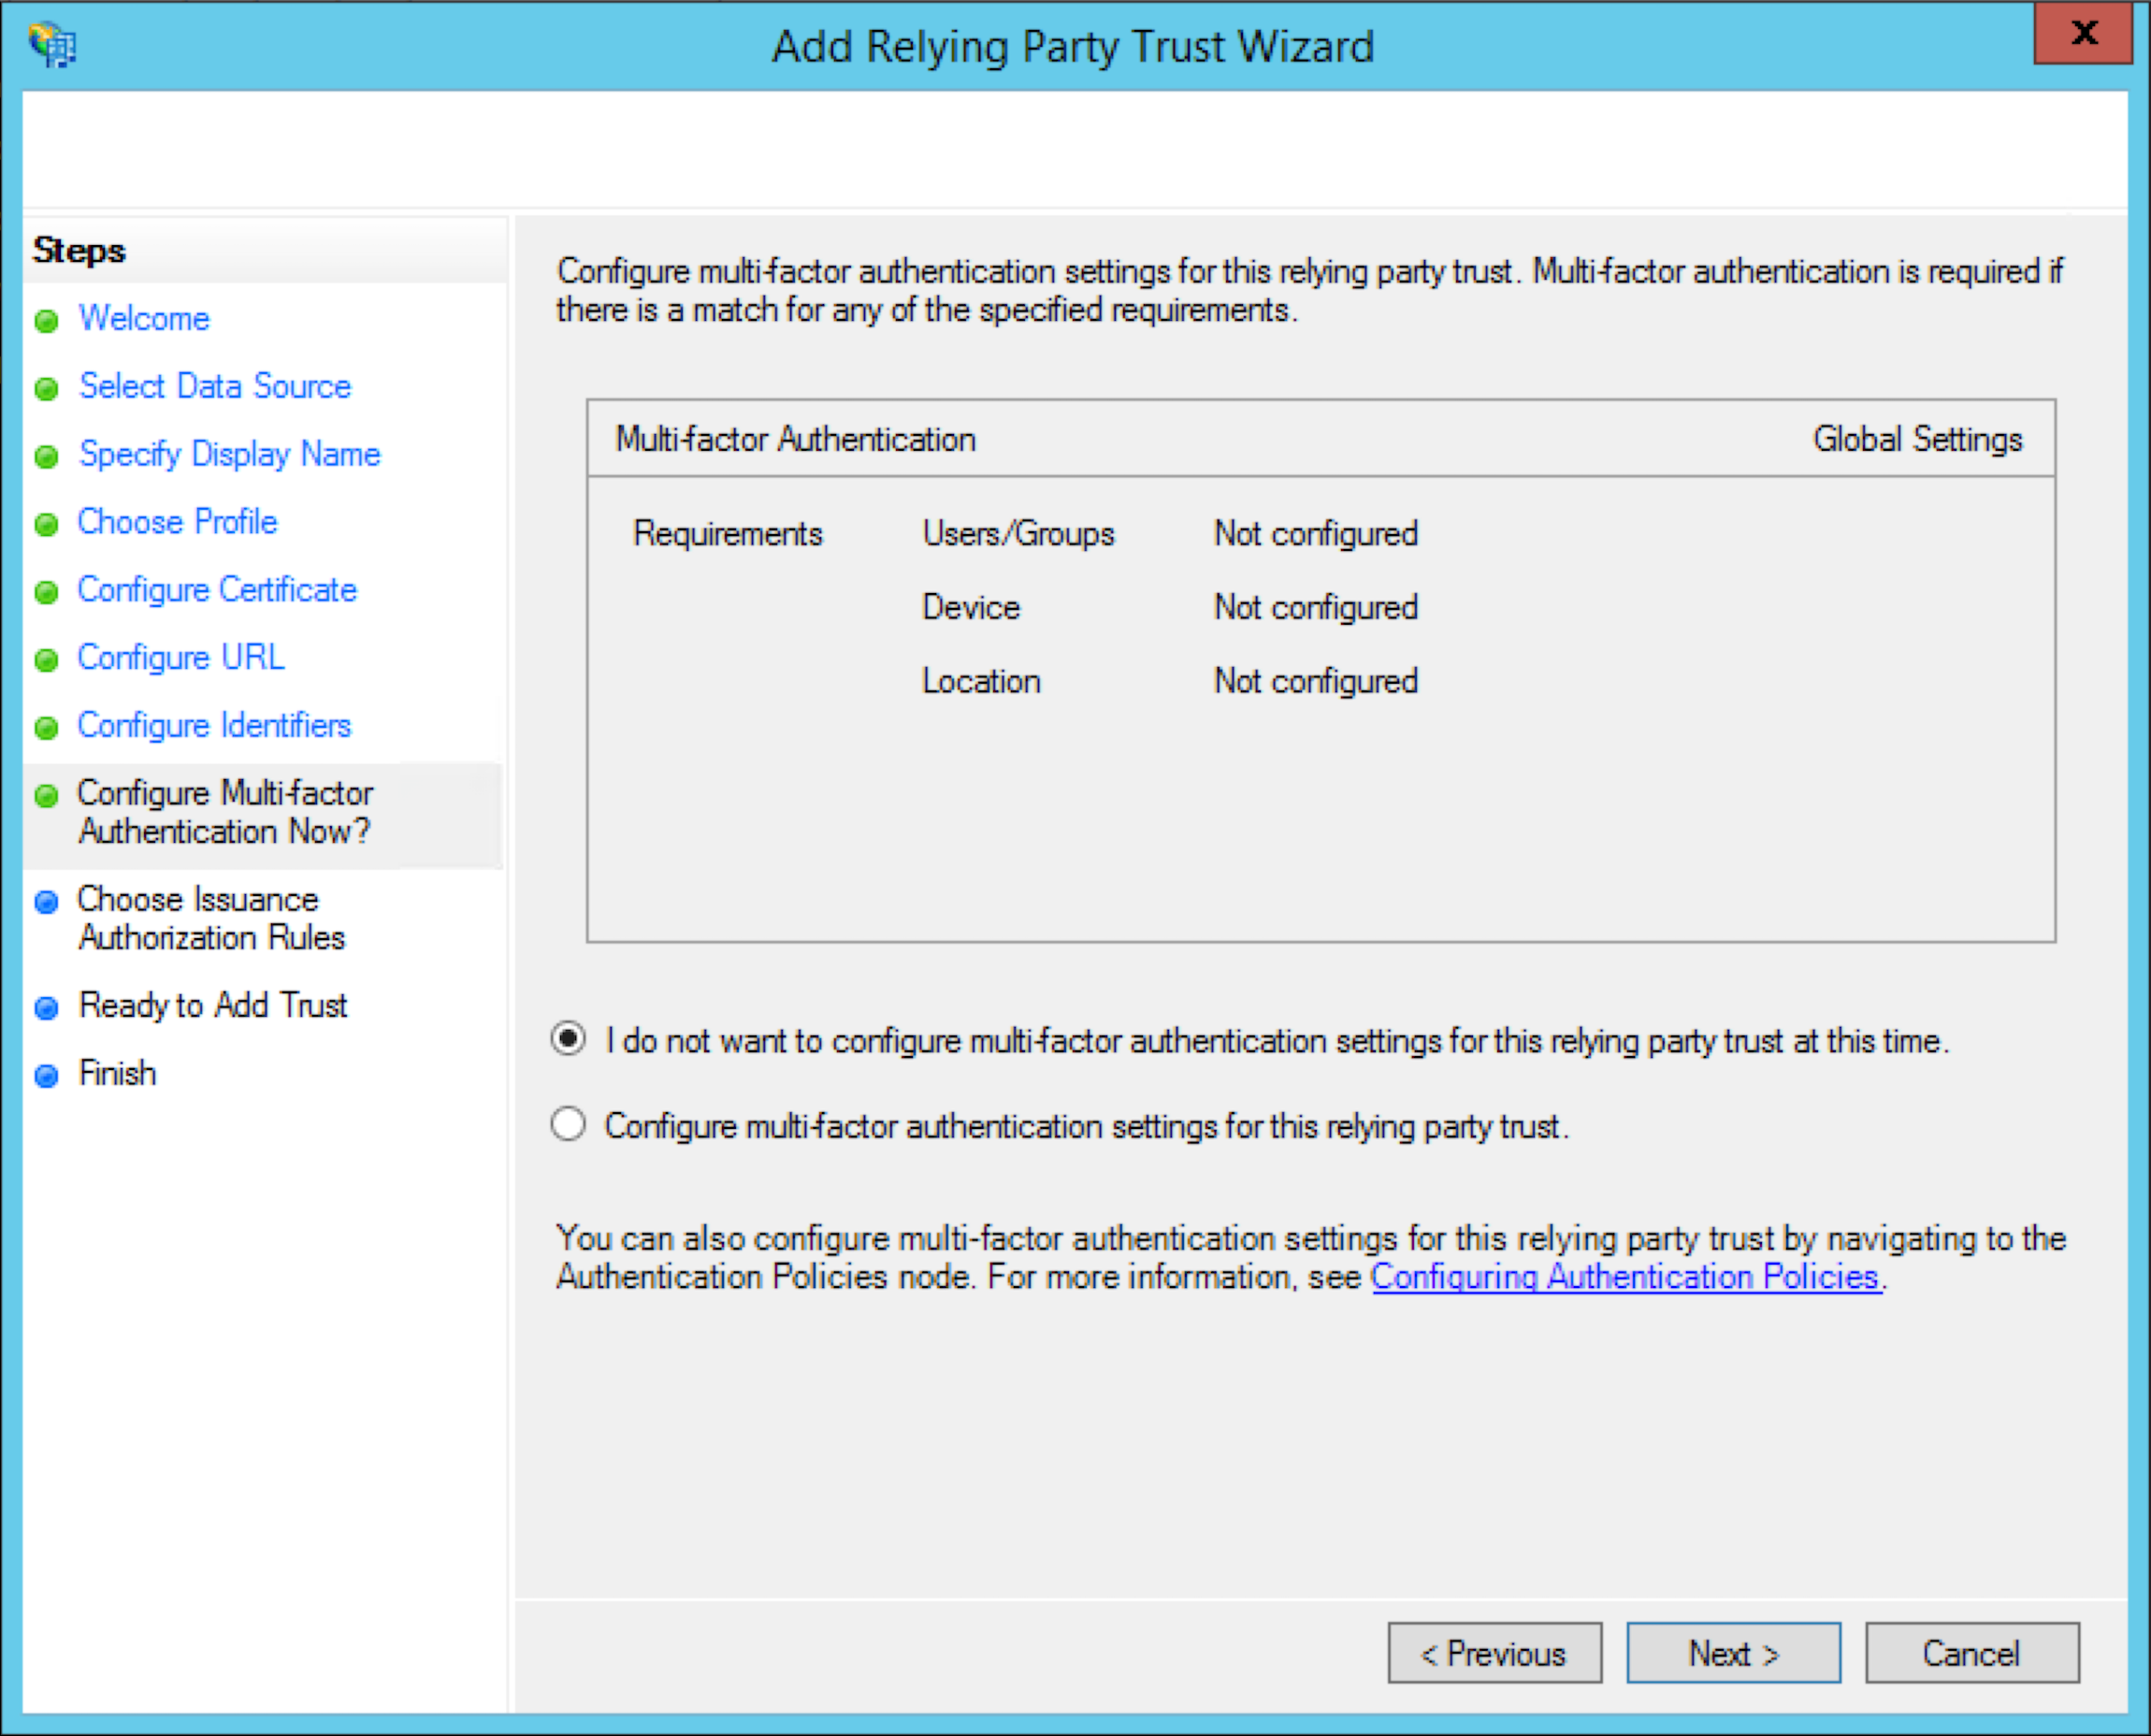 Add Relying Party Trust Wizard
x
Steps
Welcome
Select Data Source
Specify Display Name
Choose Profile
Configure Certificate
Configure URL
Configure Identifiers
Configure Multi-factor
Authentication Now?
Choose Issuance
Authorization Rules
Ready to Add Trust
Finish
Configure multi-factor authentication settings for this relying party trust. Multi-factor authentication is required if
there is a match for any of the specified requirements.
Multi-factor Authentication Global Settings
Requirements Users/Groups Not configured
Device Not configured
Location Not configured
I do not want to configure multi-factor authentication settings for this relying party trust at this time.
Configure multi-factor authentication settings for this relying party trust.
You can also configure multi-factor authentication settings for this relying party trust by navigating to the
Authentication Policies node. For more information, see Configuring Authentication Policies.
< Previous Next > Cancel